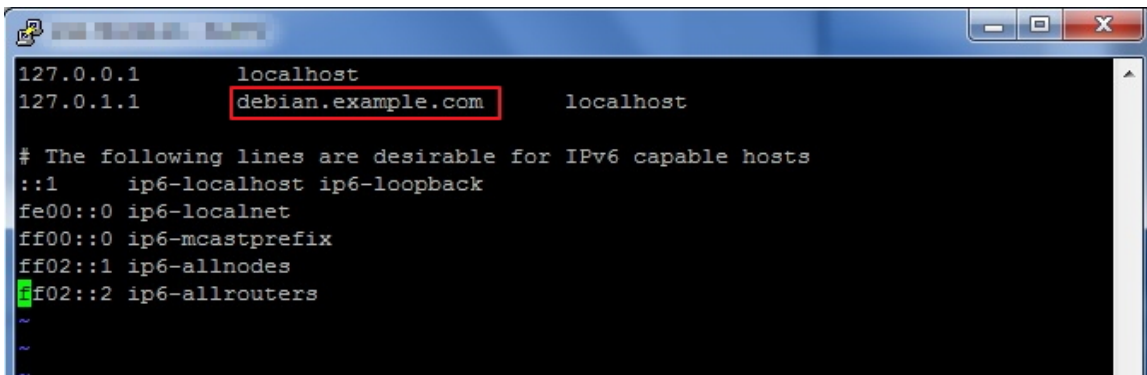 127.0.0.1 localhost
127.0.1.1 debian.example.com localhost
# The following lines are desirable for IPv6 capable hosts
::1 ip6-localhost ip6-loopback
fe00::0 ip6-localnet
ff00::0 ip6-mcastprefix
ff02::1 ip6-allnodes
ff02::2 ip6-allrouters
~
~
~